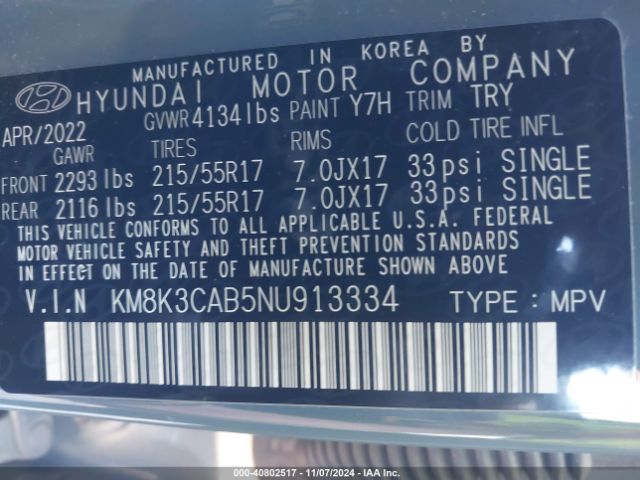 MANUFACTURED IN KOREA BY
HYUNDAI MOTOR COMPANY
APR/2022 GVWR 4134 lbs PAINT Y7H TRIM TRY
GAWR TIRES RIMS COLD TIRE INFL
FRONT 2293 lbs 215/55R17 7.0JX17 33psi SINGLE
REAR 2116 lbs 215/55R17 7.0JX17 33psi SINGLE
THIS VEHICLE CONFORMS TO ALL APPLICABLE U.S.A. FEDERAL
MOTOR VEHICLE SAFETY AND THEFT PREVENTION STANDARDS
IN EFFECT ON THE DATE OF MANUFACTURE SHOWN ABOVE
V.I.N KM8K3CAB5NU913334 TYPE: MPV
000-40802517 - 11/07/2024 - IAA Inc.